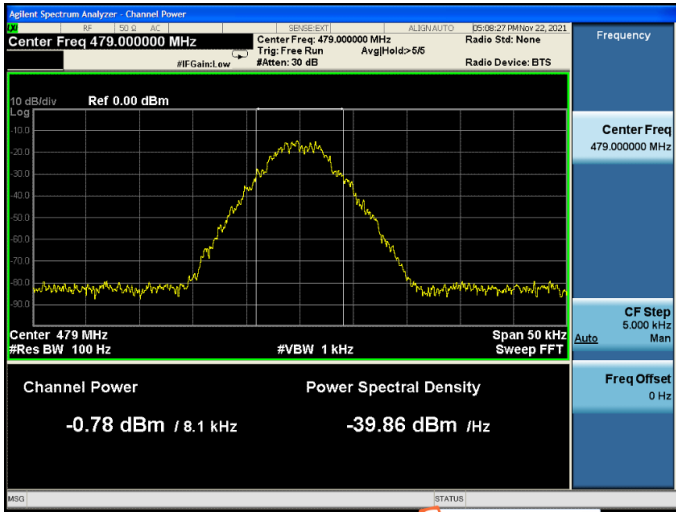 Agilent Spectrum Analyzer - Channel Power
RF 50 Ω AC SENSE:EXT ALIGN AUTO 05:08:27 PM Nov 22, 2021
Center Freq 479.000000 MHz
Center Freq: 479.000000 MHz Radio Std: None
Trig: Free Run Avg|Hold:>5/5
#IFGain:Low #Atten: 30 dB Radio Device: BTS
10 dB/div Ref 0.00 dBm
Log
-10.0
-20.0
-30.0
-40.0
-50.0
-60.0
-70.0
-80.0
-90.0
Center 479 MHz Span 50 kHz
#Res BW 100 Hz #VBW 1 kHz Sweep FFT
Channel Power Power Spectral Density
-0.78 dBm / 8.1 kHz -39.86 dBm /Hz
MSG STATUS
Frequency
Center Freq
479.000000 MHz
CF Step
5.000 kHz
Auto Man
Freq Offset
0 Hz